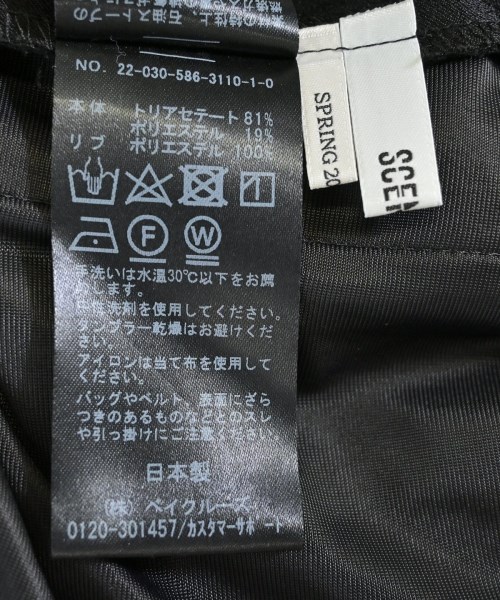 NO. 22-030-586-3110-1-0
本体 トリアセテート 81%
ポリエステル 19%
リブ ポリエステル 100%
F W
手洗いは水温30℃以下をお薦
めします。
中性洗剤を使用してください。
タンブラー乾燥はお避けくだ
さい。
アイロンは当て布を使用して
ください。
バッグやベルト、表面にざら
つきのあるものなどとのスレ
や引っ掛けにご注意ください。
日本製
(株) ベイクルーズ
0120-301457/カスタマーサポート
SPRING 20
SCEN